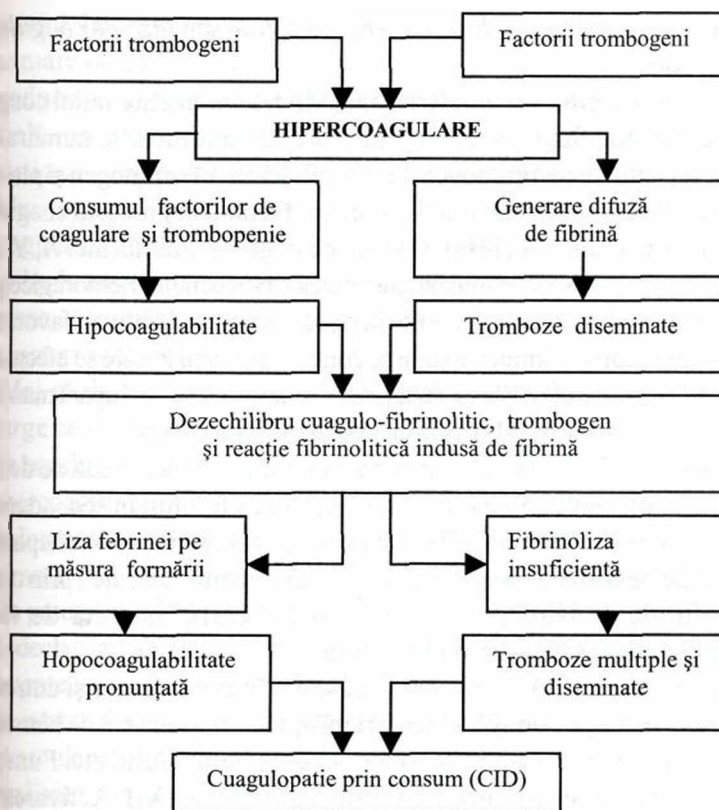 Factorii trombogeni
Factorii trombogeni
HIPERCOAGULARE
Consumul factorilor de
coagulare și trombopenie
Generare difuză
de fibrină
Hipocoagulabilitate
Tromboze diseminate
Dezechilibru cuagulo-fibrinolitic, trombogen
și reacție fibrinolitică indusă de fibrină
Liza febrinei pe
măsura formării
Fibrinoliza
insuficientă
Hopocoagulabilitate
pronunțată
Tromboze multiple și
diseminate
Cuagulopatie prin consum (CID)